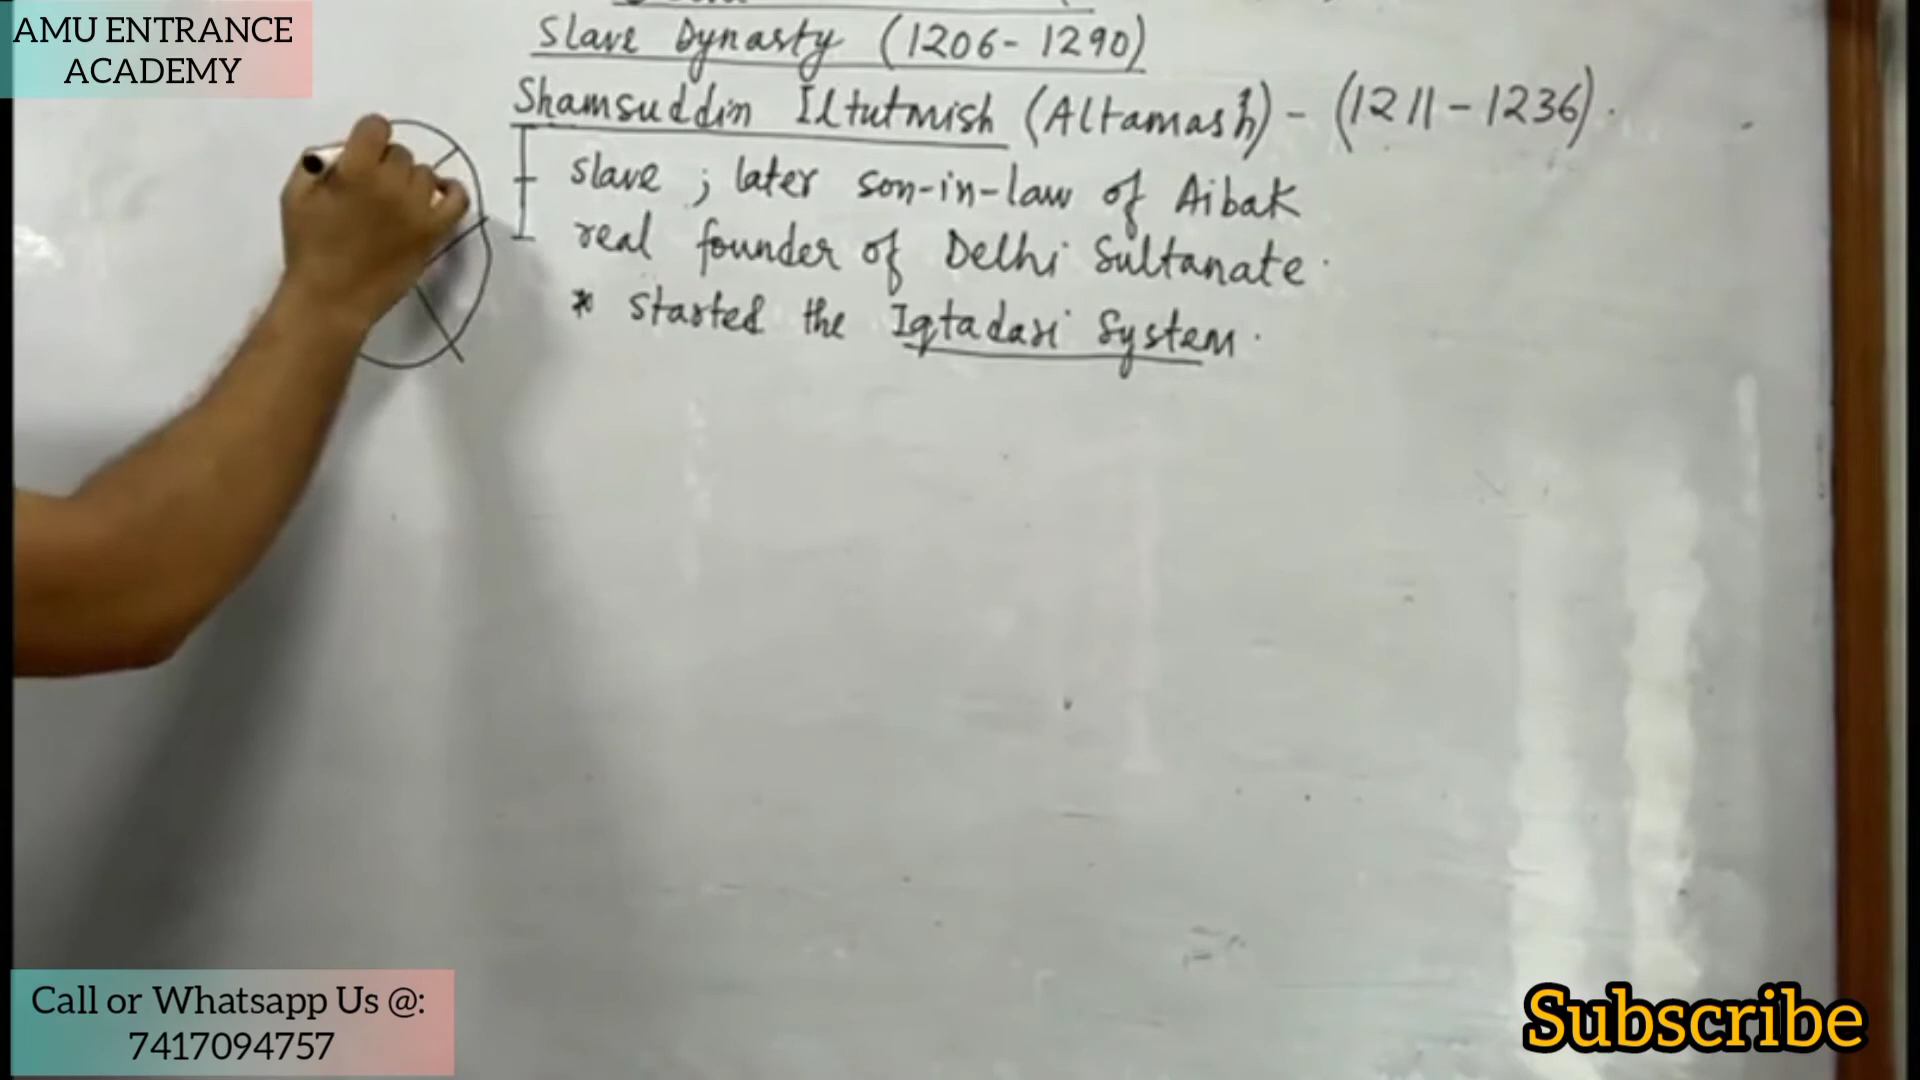 AMU ENTRANCE
ACADEMY
Slave Dynasty (1206-1290)
Shamsuddin Iltutmish (Altamash) - (1211-1236).
slave ; later son-in-law of Aibak
real founder of Delhi Sultanate.
* started the Iqtadari System.
Call or Whatsapp Us @:
7417094757
Subscribe